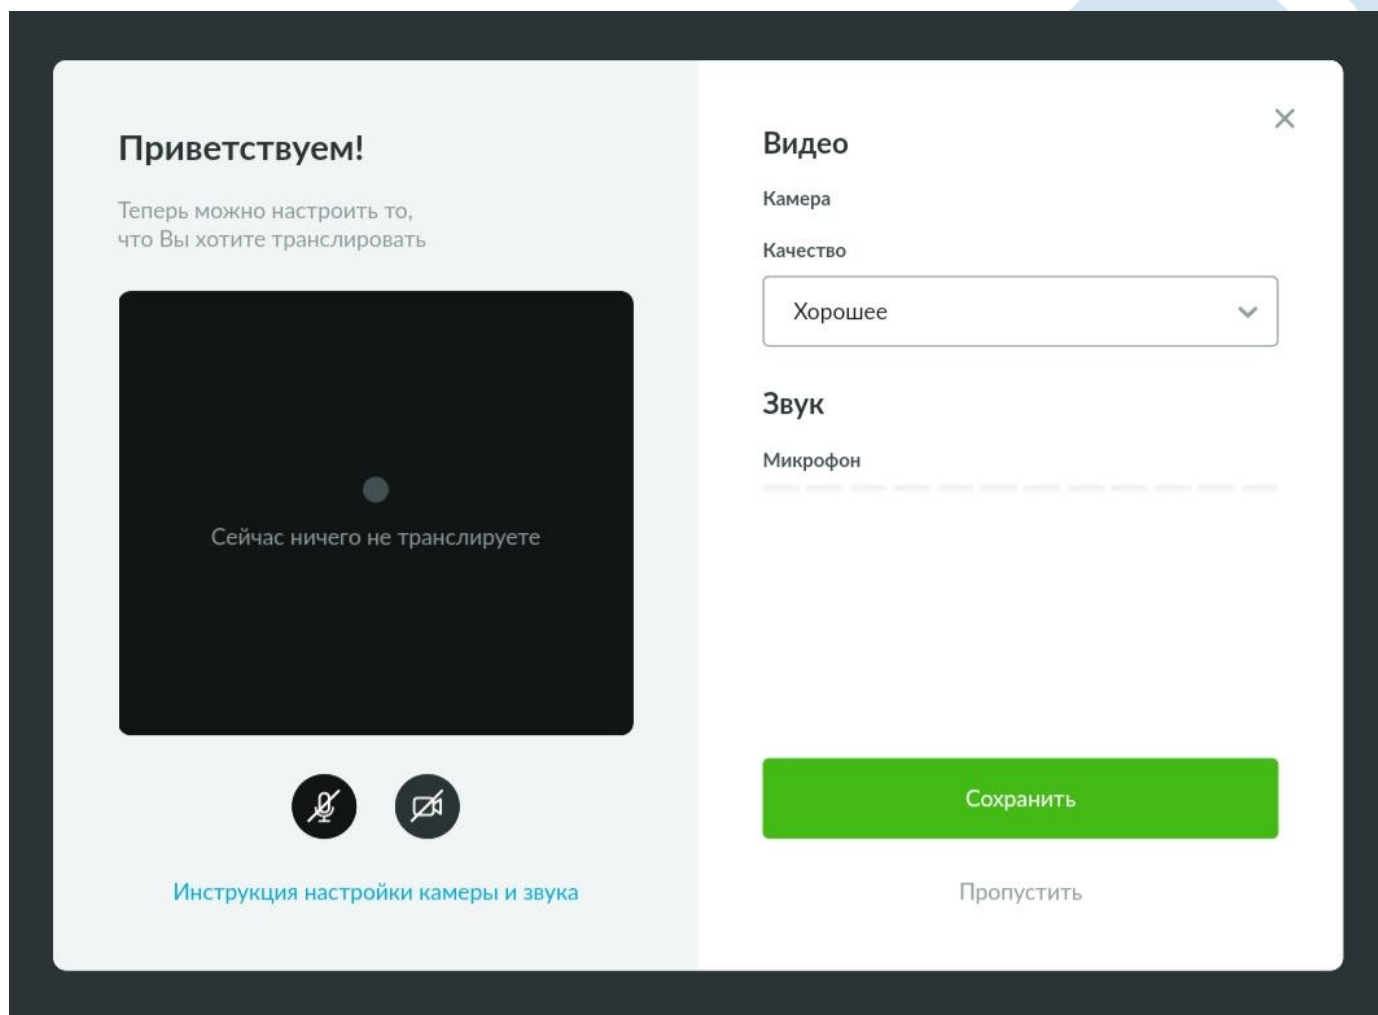 Приветствуем!
Теперь можно настроить то,
что Вы хотите транслировать
Сейчас ничего не транслируете
Инструкция настройки камеры и звука
Видео
Камера
Качество
Хорошее
Звук
Микрофон
Сохранить
Пропустить